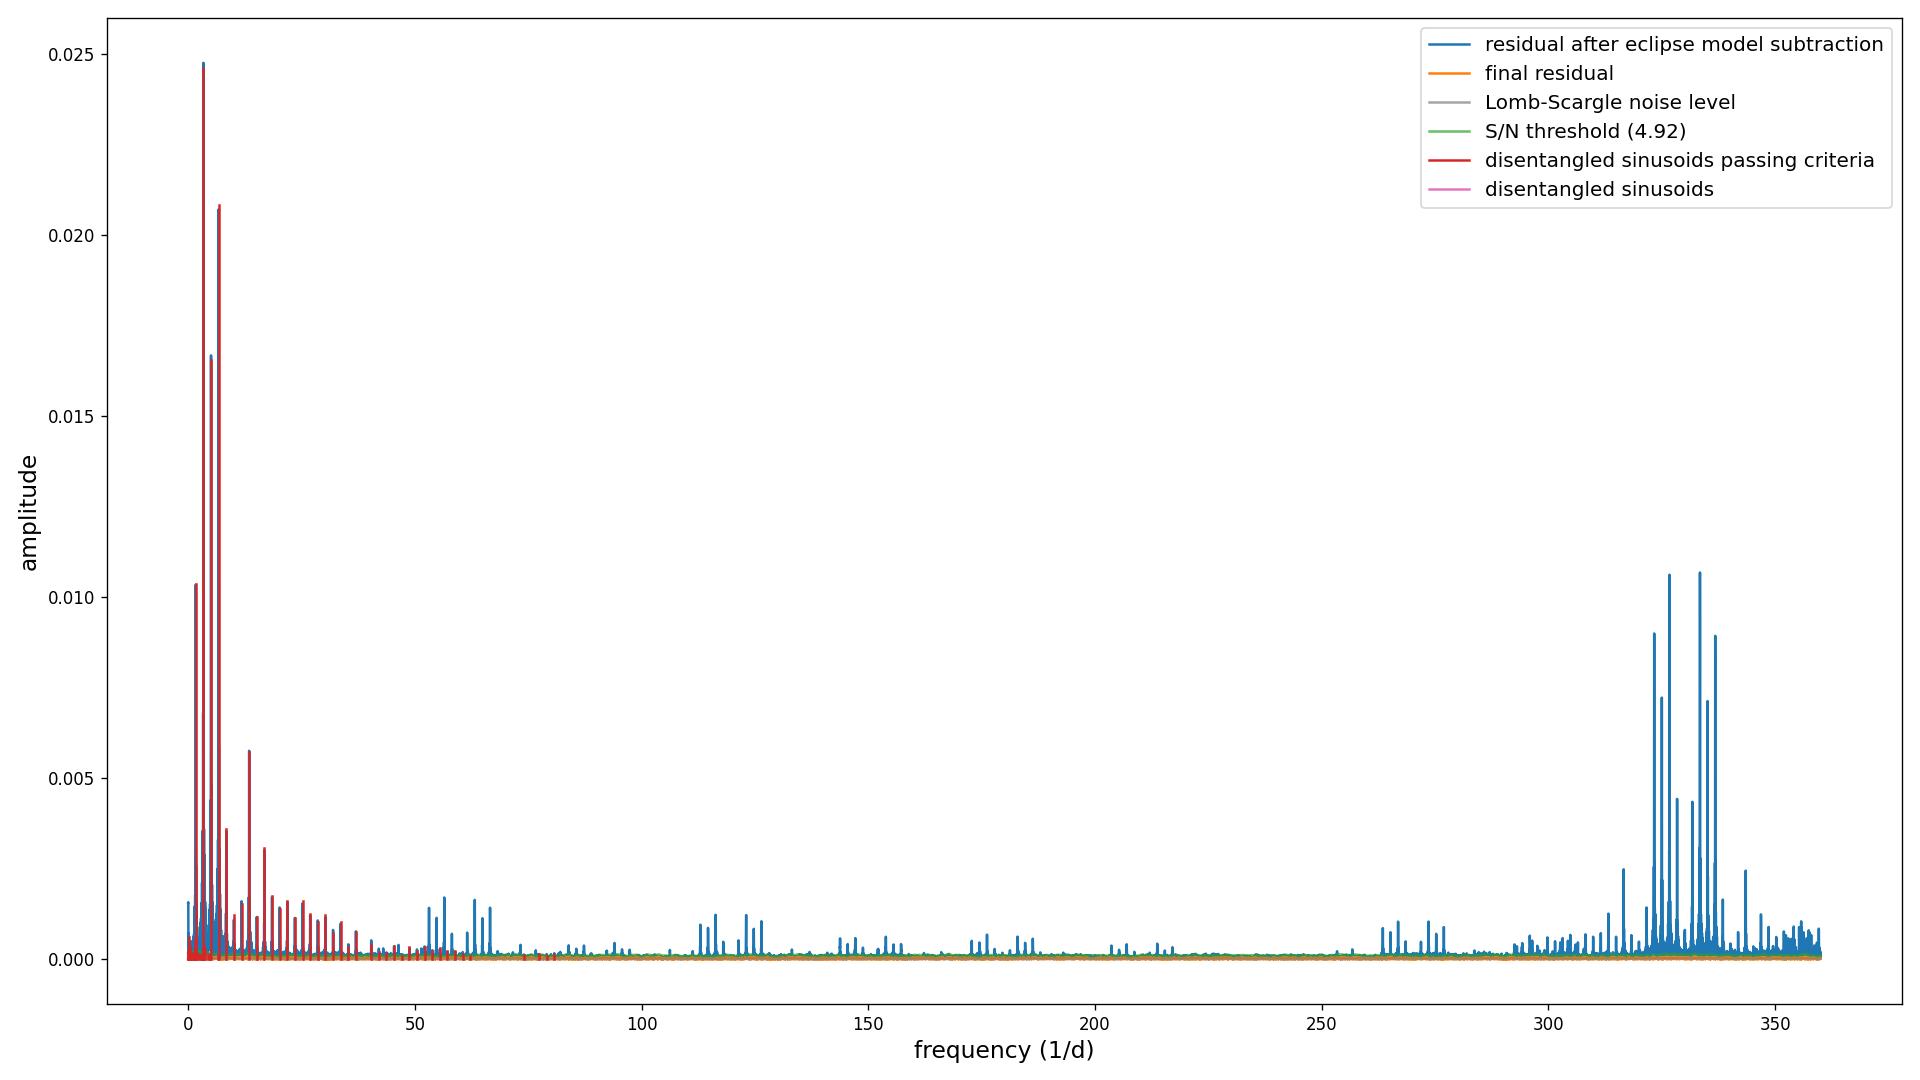 residual after eclipse model subtraction
final residual
Lomb-Scargle noise level
S/N threshold (4.92)
disentangled sinusoids passing criteria
disentangled sinusoids
amplitude
0.025
0.020
0.015
0.010
0.005
0.000
0 50 100 150 200 250 300 350
frequency (1/d)